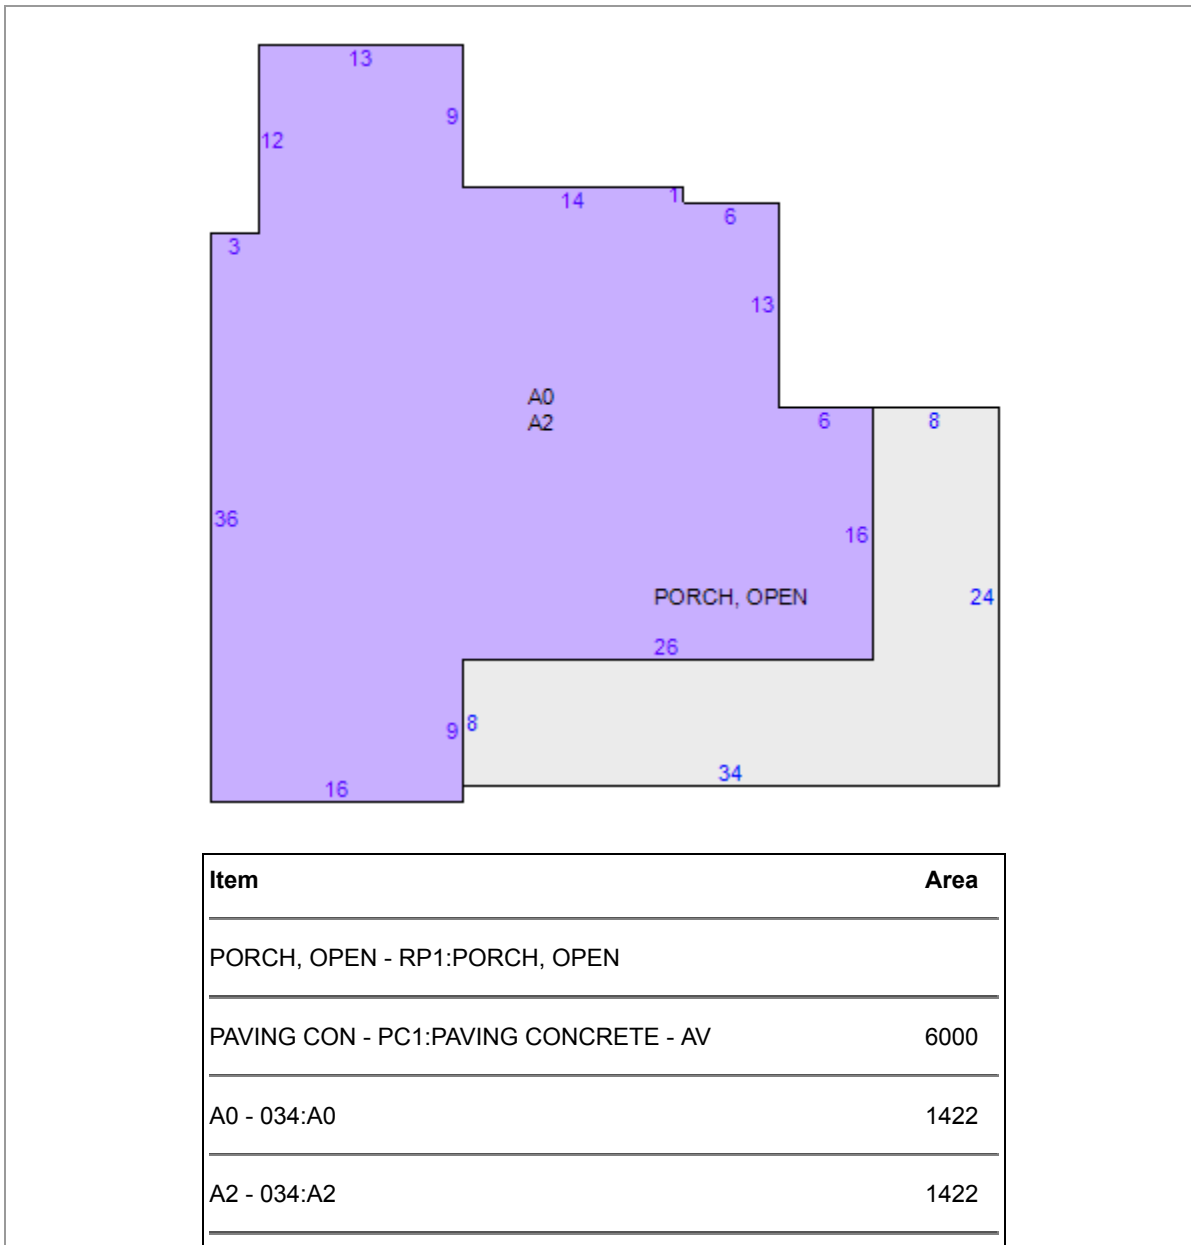 13
9
12
14
1
6
3
13
A0
A2
6
8
36
16
PORCH, OPEN
24
26
9
8
34
16
Item Area
PORCH, OPEN - RP1:PORCH, OPEN
PAVING CON - PC1:PAVING CONCRETE - AV 6000
A0 - 034:A0 1422
A2 - 034:A2 1422